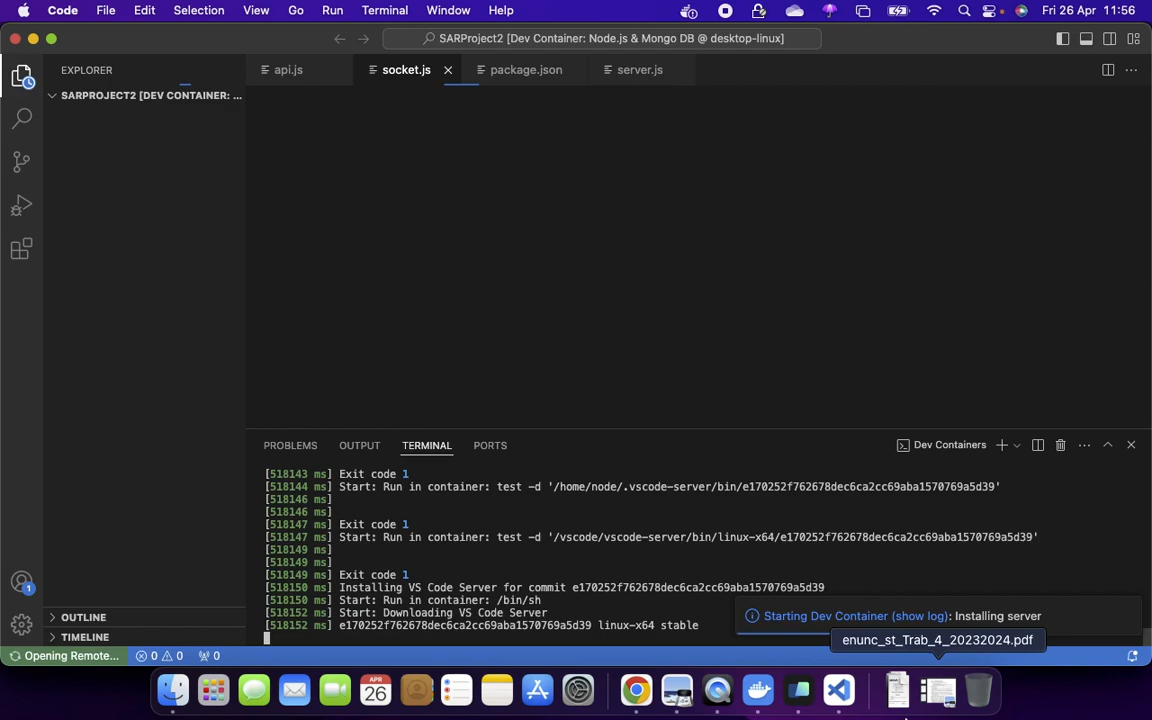 Code File Edit Selection View Go Run Terminal Window Help Fri 26 Apr 11:56
SARProject2 [Dev Container: Node.js & Mongo DB @ desktop-linux]
EXPLORER
api.js socket.js package.json server.js
SARPROJECT2 [DEV CONTAINER: ...
PROBLEMS OUTPUT TERMINAL PORTS Dev Containers
[518143 ms] Exit code 1
[518144 ms] Start: Run in container: test -d '/home/node/.vscode-server/bin/e170252f762678dec6ca2cc69aba1570769a5d39'
[518146 ms]
[518146 ms]
[518147 ms] Exit code 1
[518147 ms] Start: Run in container: test -d '/vscode/vscode-server/bin/linux-x64/e170252f762678dec6ca2cc69aba1570769a5d39'
[518149 ms]
[518149 ms]
[518149 ms] Exit code 1
[518150 ms] Installing VS Code Server for commit e170252f762678dec6ca2cc69aba1570769a5d39
[518150 ms] Start: Run in container: /bin/sh
[518152 ms] Start: Downloading VS Code Server
[518152 ms] e170252f762678dec6ca2cc69aba1570769a5d39 linux-x64 stable
Starting Dev Container (show log): Installing server
enunc_st_Trab_4_20232024.pdf
1
OUTLINE
TIMELINE
Opening Remote... 0 0 0
APR
26